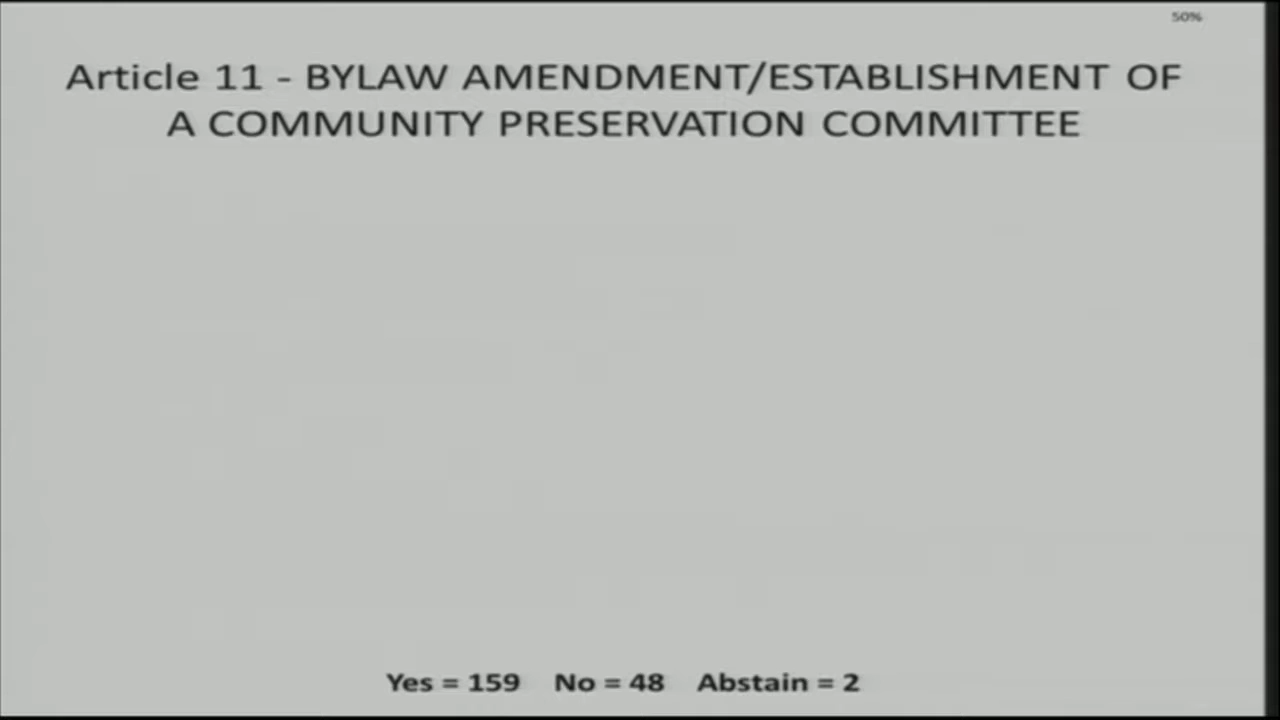 50%
Article 11 - BYLAW AMENDMENT/ESTABLISHMENT OF
A COMMUNITY PRESERVATION COMMITTEE
Yes = 159 No = 48 Abstain = 2